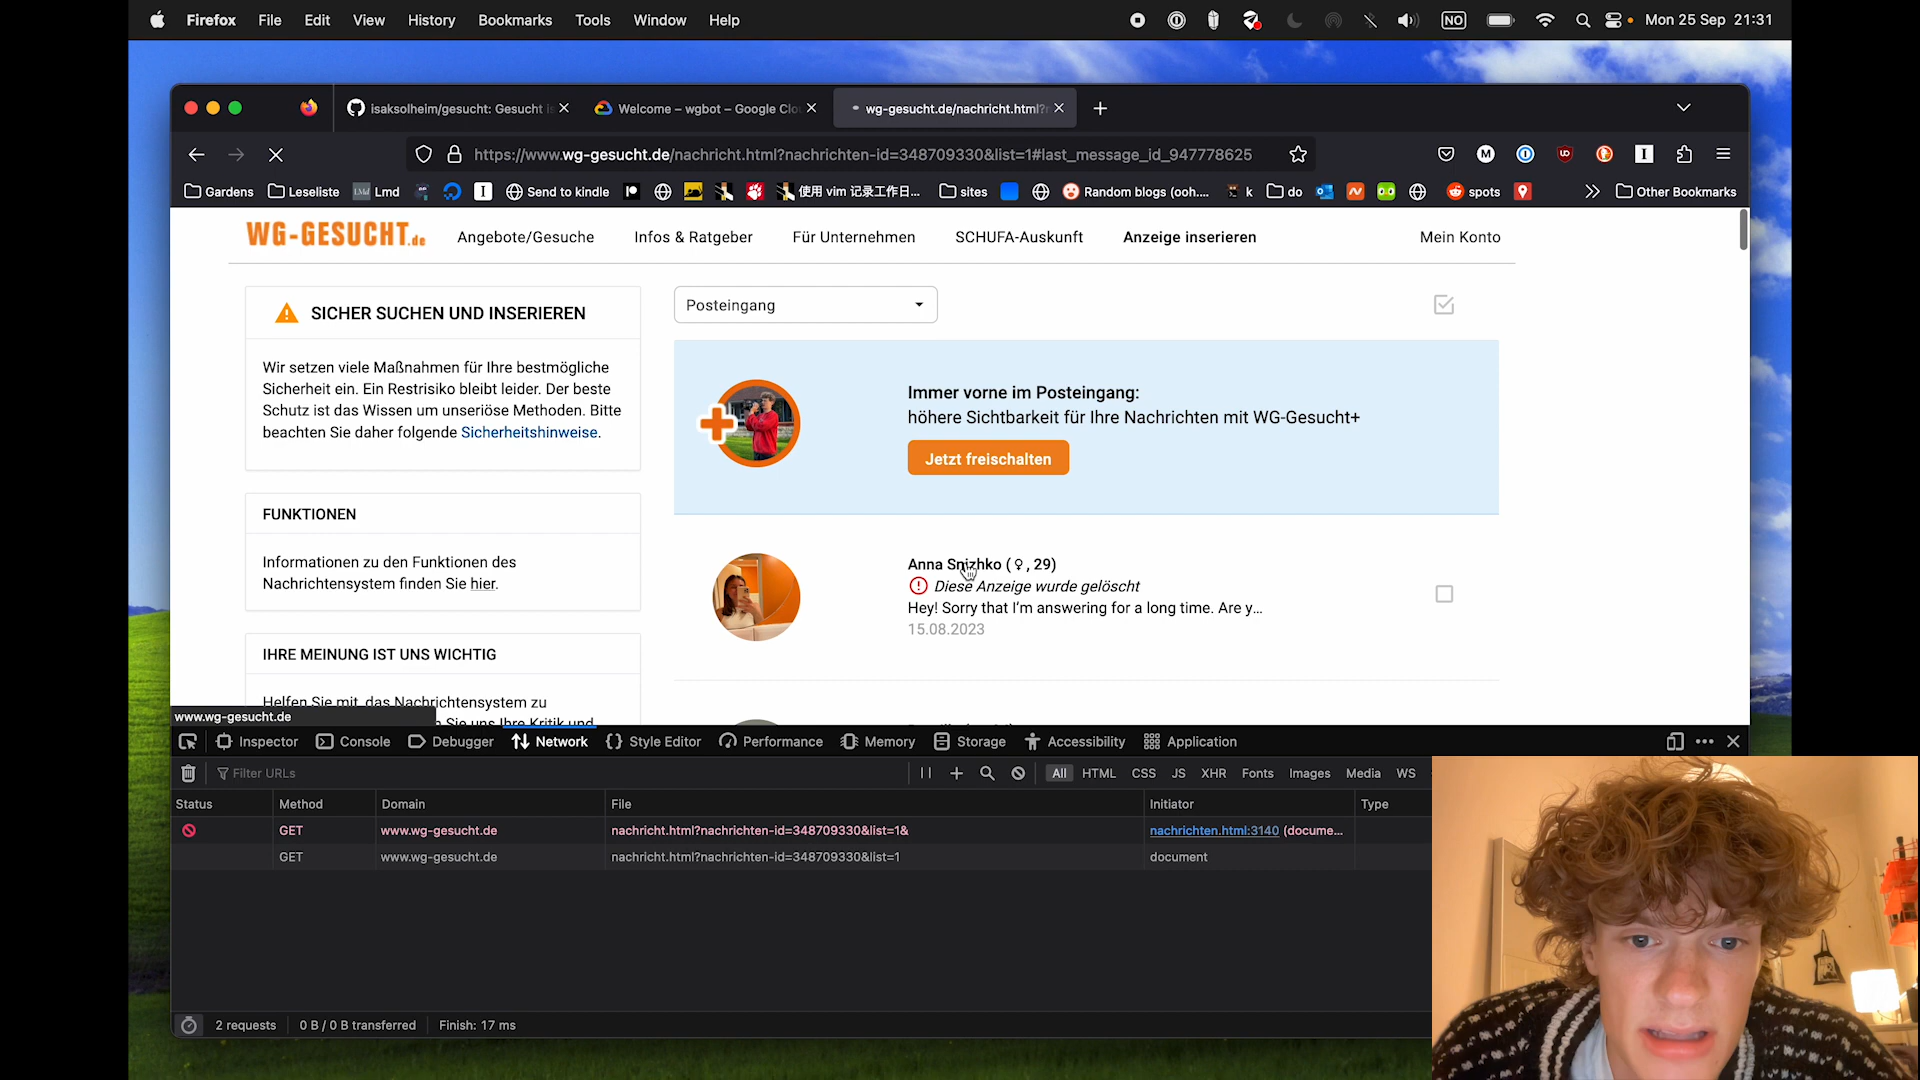 Firefox File Edit View History Bookmarks Tools Window Help
NO
Mon 25 Sep 21:31
isaksolheim/gesucht: Gesucht is
Welcome – wgbot – Google Clo
wg-gesucht.de/nachricht.html?n
https://www.wg-gesucht.de/nachricht.html?nachrichten-id=348709330&list=1#last_message_id_947778625
Gardens Leseliste Lmd Send to kindle 使用 vim 记录工作日... sites Random blogs (ooh.... k do spots Other Bookmarks
WG-GESUCHT.de Angebote/Gesuche Infos & Ratgeber Für Unternehmen SCHUFA-Auskunft Anzeige inserieren Mein Konto
SICHER SUCHEN UND INSERIEREN
Wir setzen viele Maßnahmen für Ihre bestmögliche
Sicherheit ein. Ein Restrisiko bleibt leider. Der beste
Schutz ist das Wissen um unseriöse Methoden. Bitte
beachten Sie daher folgende Sicherheitshinweise.
FUNKTIONEN
Informationen zu den Funktionen des
Nachrichtensystem finden Sie hier.
IHRE MEINUNG IST UNS WICHTIG
Helfen Sie mit, das Nachrichtensystem zu
Sie uns Ihre Kritik und
www.wg-gesucht.de
Posteingang
Immer vorne im Posteingang:
höhere Sichtbarkeit für Ihre Nachrichten mit WG-Gesucht+
Jetzt freischalten
Anna Snizhko (♀, 29)
Diese Anzeige wurde gelöscht
Hey! Sorry that I'm answering for a long time. Are y...
15.08.2023
Inspector Console Debugger Network Style Editor Performance Memory Storage Accessibility Application
Filter URLs
All HTML CSS JS XHR Fonts Images Media WS
Status Method Domain File Initiator Type
GET www.wg-gesucht.de nachricht.html?nachrichten-id=348709330&list=1& nachrichten.html:3140 (docume...
GET www.wg-gesucht.de nachricht.html?nachrichten-id=348709330&list=1 document
2 requests 0 B / 0 B transferred Finish: 17 ms